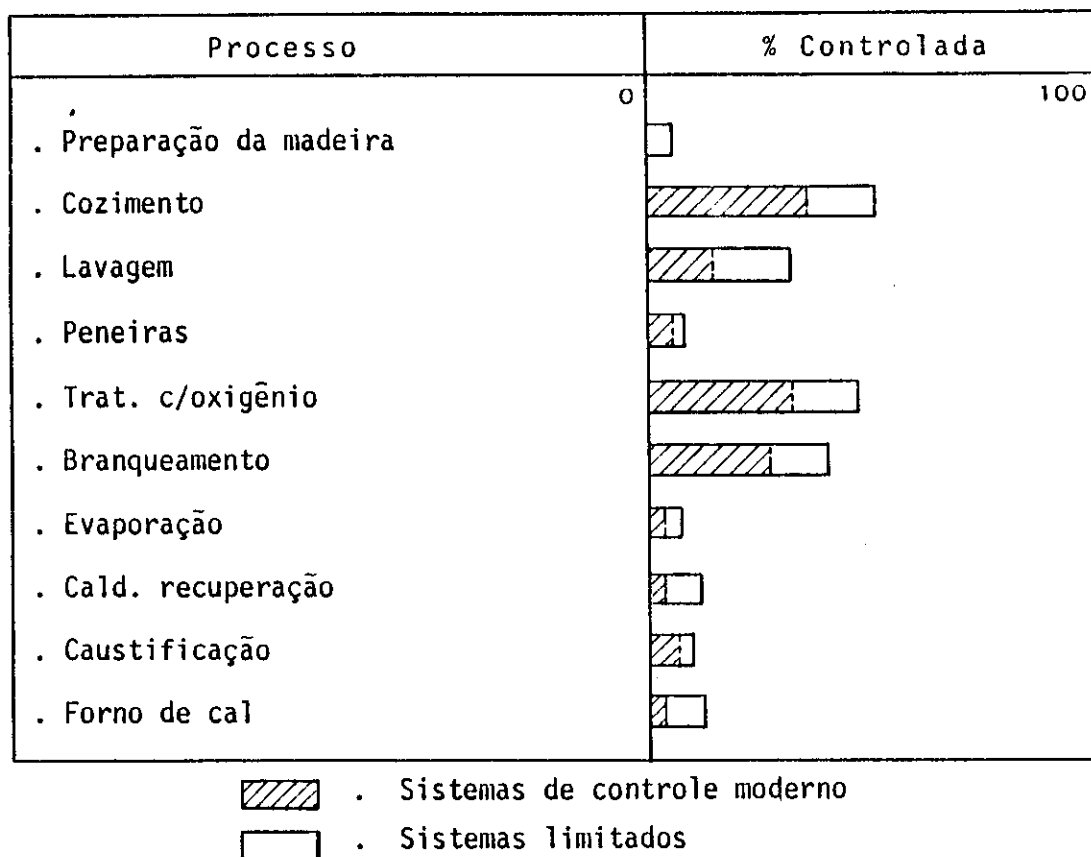 Processo % Controlada
0 100
. Preparação da madeira
. Cozimento
. Lavagem
. Peneiras
. Trat. c/oxigênio
. Branqueamento
. Evaporação
. Cald. recuperação
. Caustificação
. Forno de cal
. Sistemas de controle moderno
. Sistemas limitados